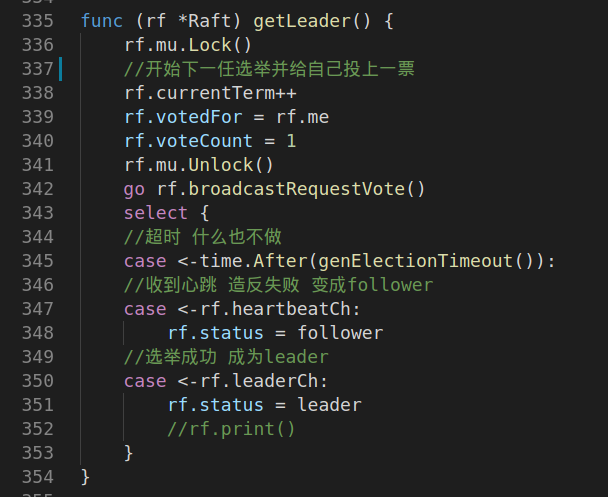 335 func (rf *Raft) getLeader() {
336 rf.mu.Lock()
337 //开始下一任选举并给自己投上一票
338 rf.currentTerm++
339 rf.votedFor = rf.me
340 rf.voteCount = 1
341 rf.mu.Unlock()
342 go rf.broadcastRequestVote()
343 select {
344 //超时 什么也不做
345 case <-time.After(genElectionTimeout()):
346 //收到心跳 造反失败 变成follower
347 case <-rf.heartbeatCh:
348 rf.status = follower
349 //选举成功 成为leader
350 case <-rf.leaderCh:
351 rf.status = leader
352 //rf.print()
353 }
354 }